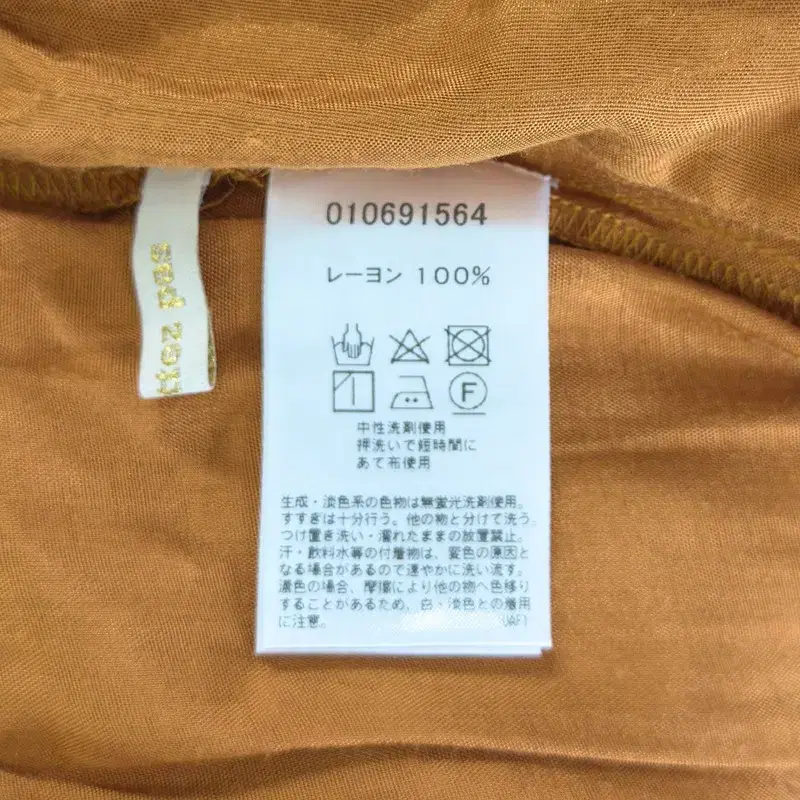 010691564
レーヨン 100%
中性洗剤使用
押洗いで短時間に
あて布使用
生成・淡色系の色物は無蛍光洗剤使用。
すすぎは十分行う。他の物と分けて洗う。
つけ置き洗い・濡れたままの放置禁止。
汗・飲料水等の付着物は、変色の原因と
なる場合があるので速やかに洗い流す。
濃色の場合、摩擦により他の物へ色移り
することがあるため、白・淡色との着用
に注意。
UAF1
F
tez pas